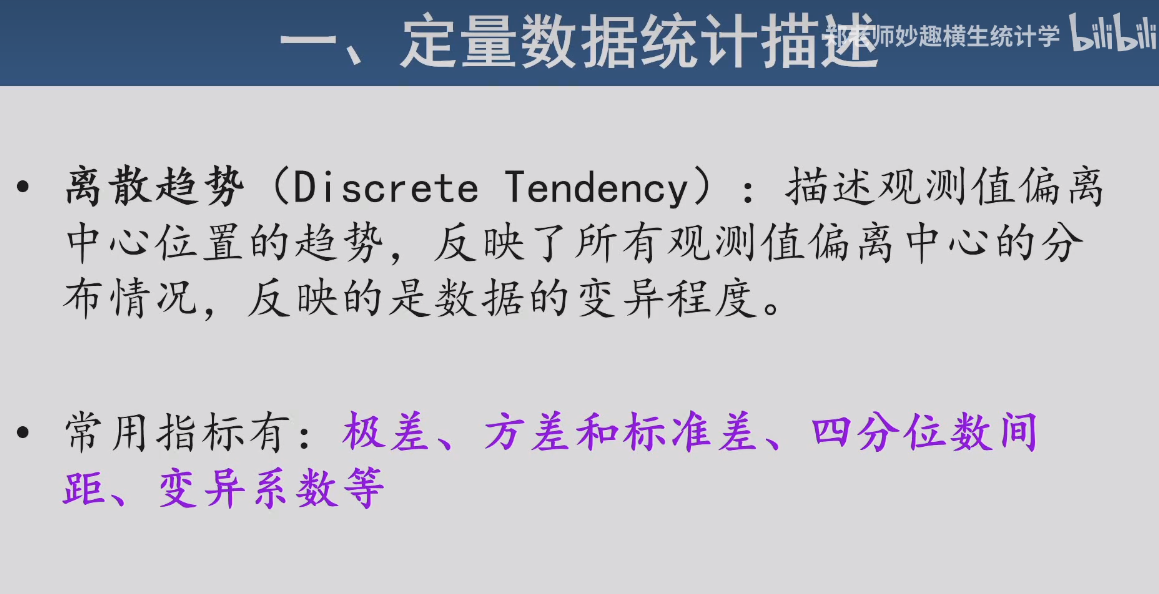 一、定量数据统计描述
郑老师妙趣横生统计学 bilibili
• 离散趋势（Discrete Tendency）：描述观测值偏离
中心位置的趋势，反映了所有观测值偏离中心的分
布情况，反映的是数据的变异程度。
• 常用指标有：极差、方差和标准差、四分位数间
距、变异系数等